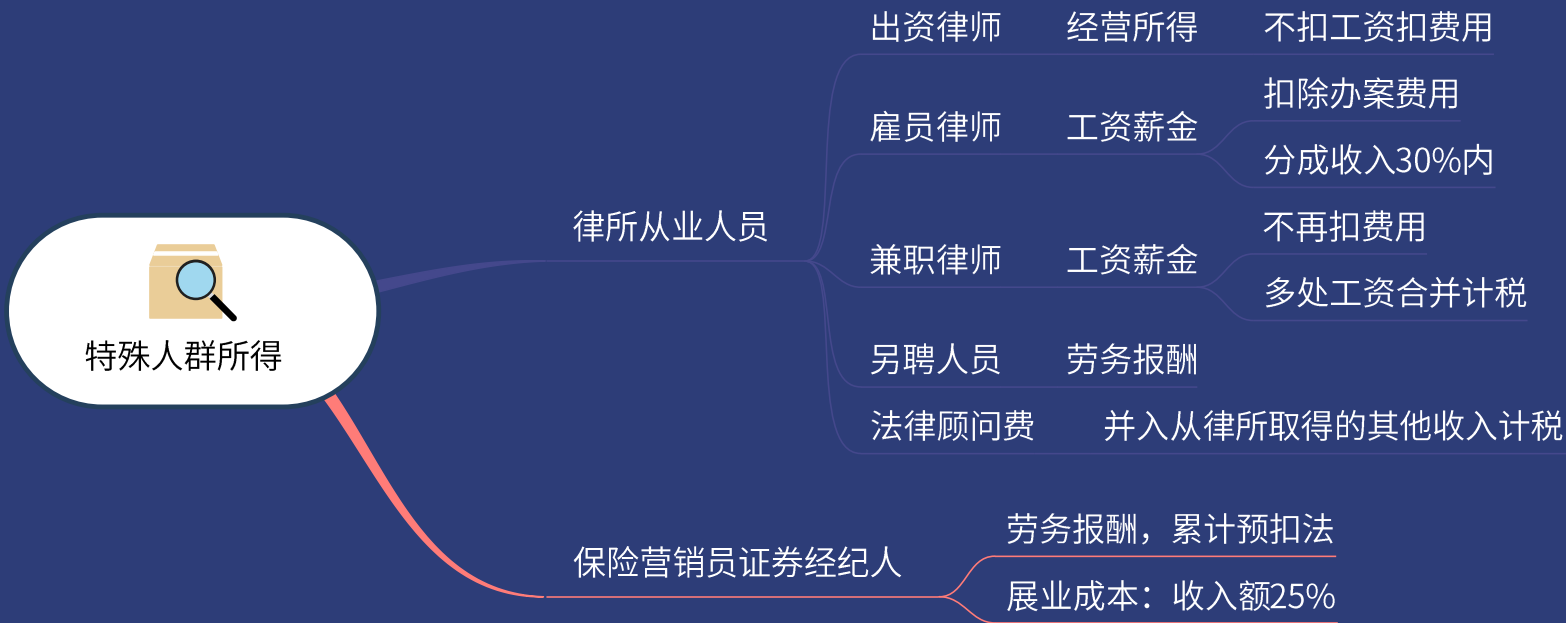 特殊人群所得
律所从业人员
出资律师
经营所得
不扣工资扣费用
雇员律师
工资薪金
扣除办案费用
分成收入30%内
兼职律师
工资薪金
不再扣费用
多处工资合并计税
另聘人员
劳务报酬
法律顾问费
并入从律所取得的其他收入计税
保险营销员证券经纪人
劳务报酬，累计预扣法
展业成本：收入额25%